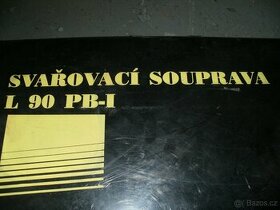 SVAŘOVACÍ SOUPRAVA
L 90 PB-I
Bazos.cz